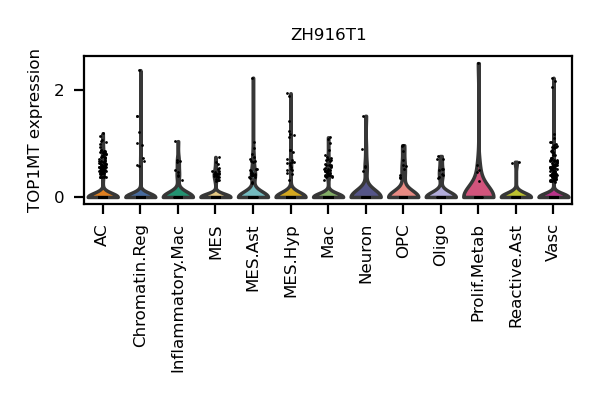 ZH916T1
TOP1MT expression
2
0
AC
Chromatin.Reg
Inflammatory.Mac
MES
MES.Ast
MES.Hyp
Mac
Neuron
OPC
Oligo
Prolif.Metab
Reactive.Ast
Vasc